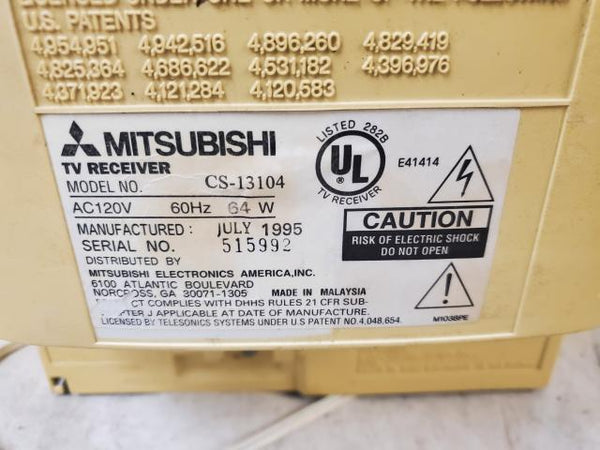 U.S. PATENTS
4,954,951 4,942,516 4,896,260 4,829,419
4,825,364 4,686,622 4,531,182 4,396,976
4,371,923 4,121,284 4,120,583
MITSUBISHI
TV RECEIVER
MODEL NO. CS-13104
AC120V 60Hz 64 W
MANUFACTURED: JULY 1995
SERIAL NO. 515992
DISTRIBUTED BY
MITSUBISHI ELECTRONICS AMERICA,INC.
6100 ATLANTIC BOULEVARD
NORCROSS, GA 30071-1305 MADE IN MALAYSIA
CT COMPLIES WITH DHHS RULES 21 CFR SUB-
TER J APPLICABLE AT DATE OF MANUFACTURE.
LICENSED BY TELESONICS SYSTEMS UNDER U.S PATENT NO.4,048,654.
LISTED 282B
UL
TV RECEIVER
E41414
CAUTION
RISK OF ELECTRIC SHOCK
DO NOT OPEN
M103BPE